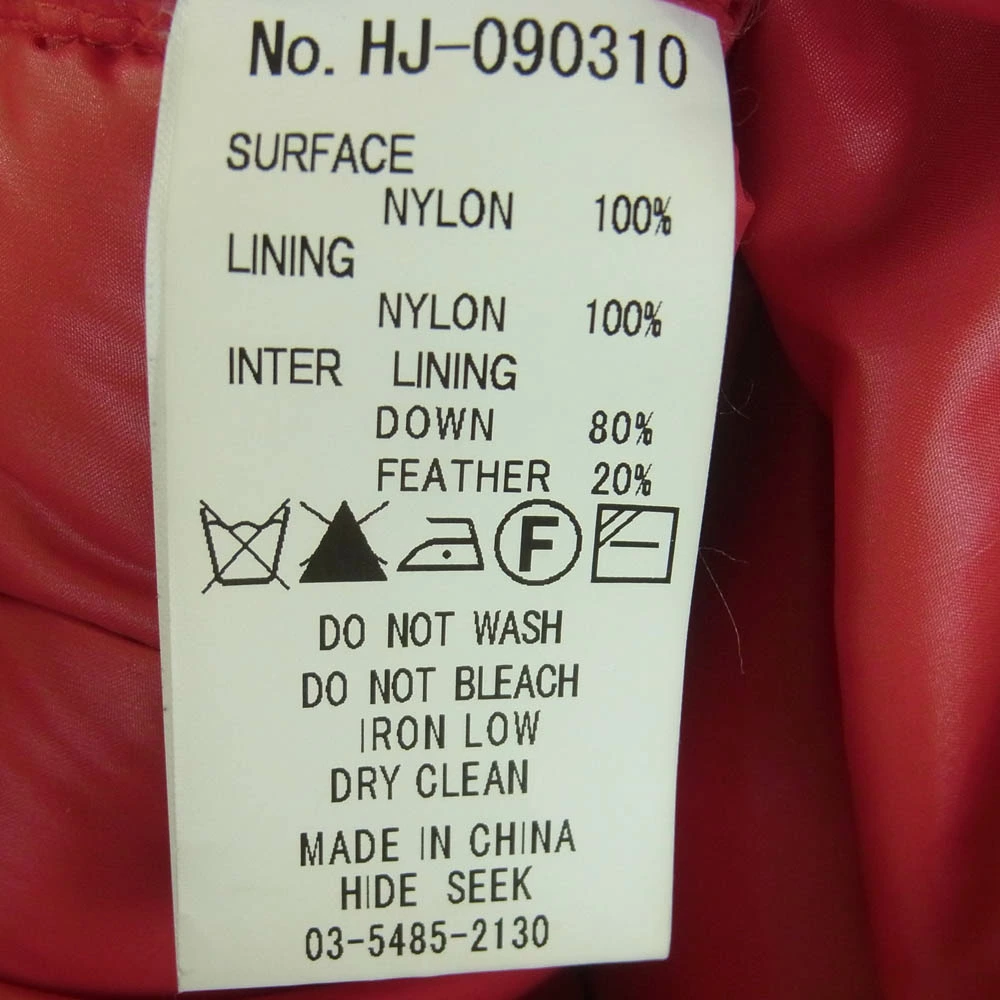 No. HJ-090310
SURFACE
NYLON 100%
LINING
NYLON 100%
INTER LINING
DOWN 80%
FEATHER 20%
F
DO NOT WASH
DO NOT BLEACH
IRON LOW
DRY CLEAN
MADE IN CHINA
HIDE SEEK
03-5485-2130